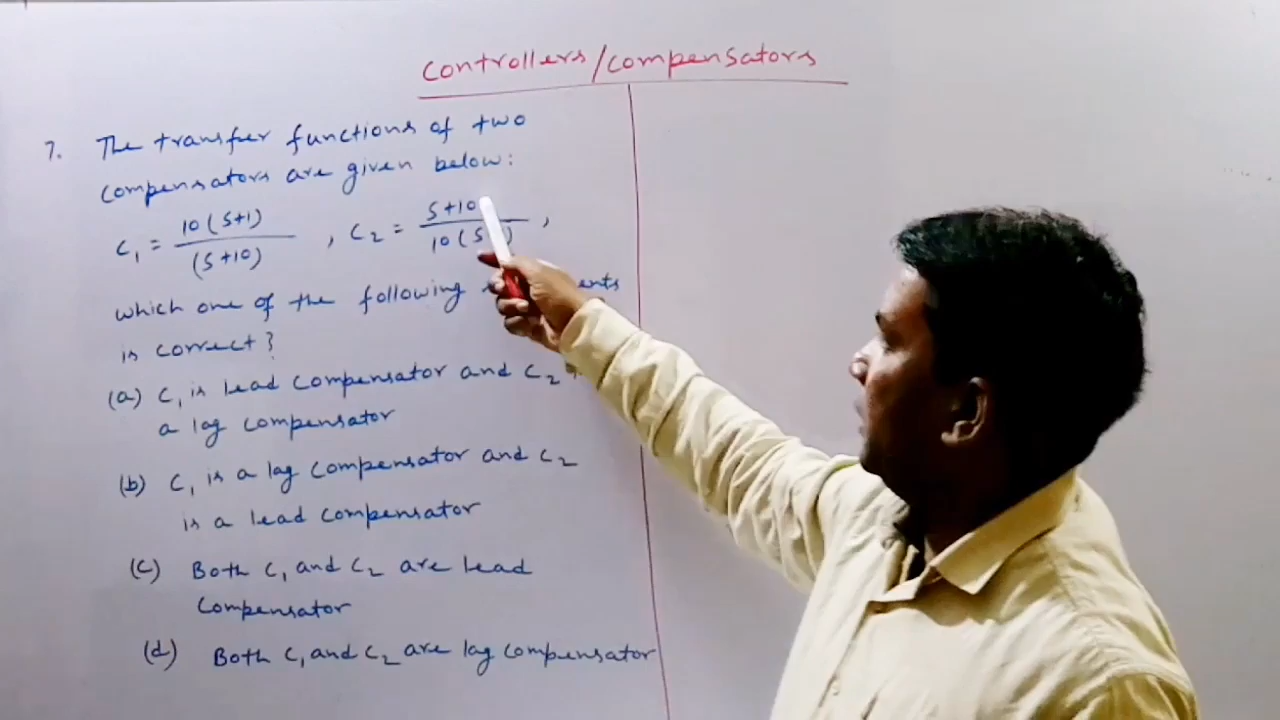 Controllers/compensators
7. The transfer functions of two
compensators are given below:
C₁ = 10(S+1) / (S+10) , C₂ = S+10 / 10(S ) ,
which one of the following ents
is correct?
(a) C₁ is lead compensator and C₂
a lag compensator
(b) C₁ is a lag compensator and C₂
is a lead compensator
(c) Both C₁ and C₂ are lead
compensator
(d) Both C₁ and C₂ are lag compensator